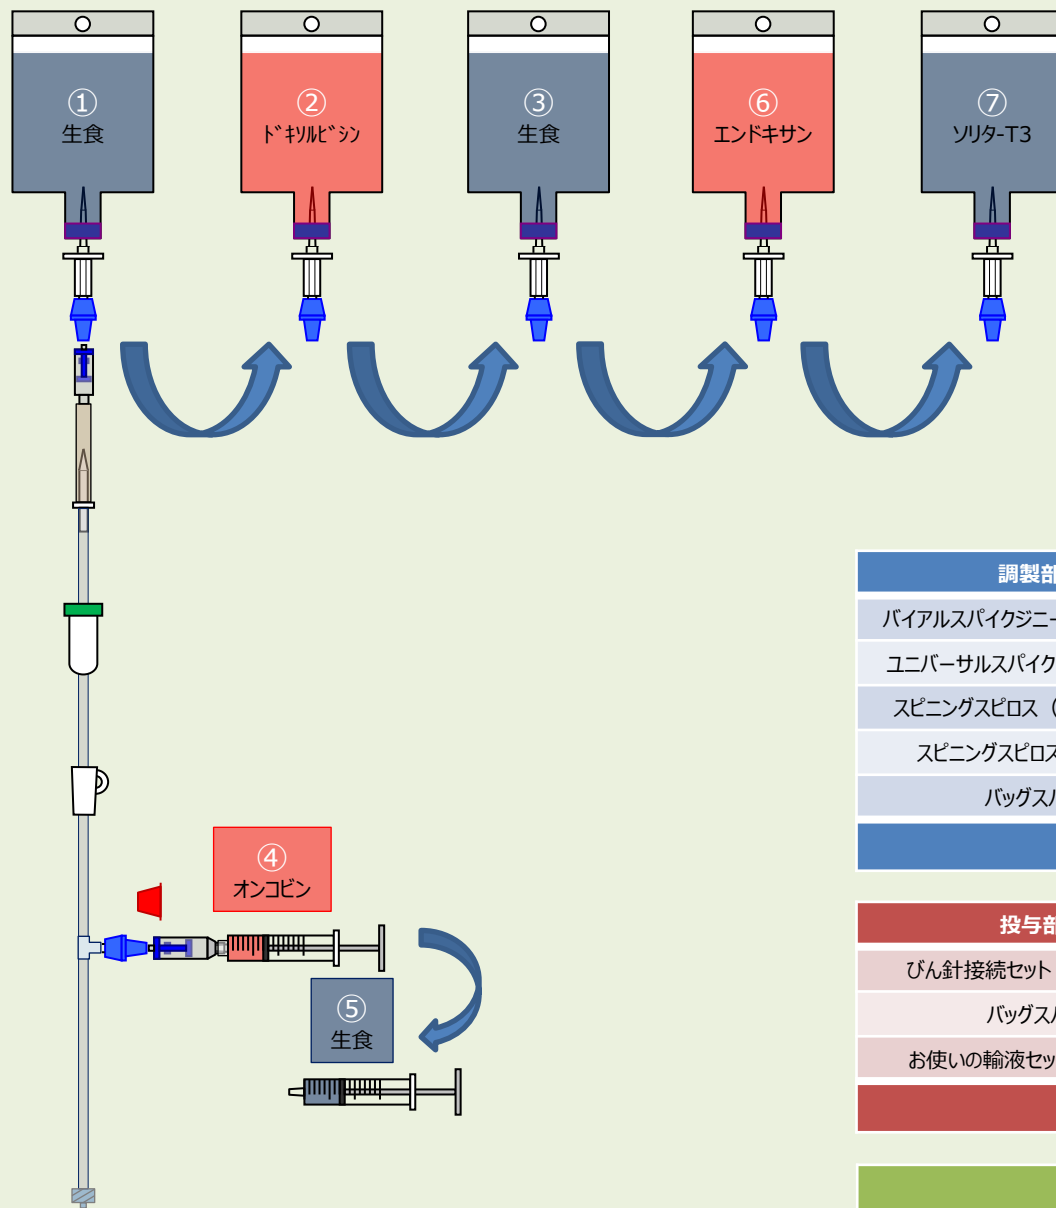 ①
生食
②
ドキソルビシン
③
生食
⑥
エンドキサン
⑦
ソリタ-T3
調製部
バイアルスパイクジニー
ユニバーサルスパイク
スピニングスピロス（
スピニングスピロス
バッグス
④
オンコビン
投与部
びん針接続セット
⑤
生食
バッグス
お使いの輸液セッ